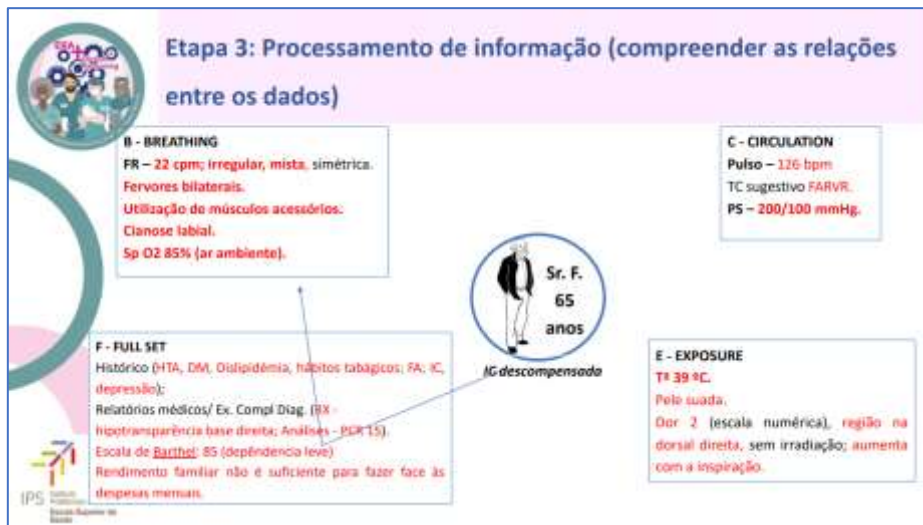 Etapa 3: Processamento de informação (compreender as relações
entre os dados)
B - BREATHING
FR – 22 cpm; irregular, mista, simétrica.
Fervores bilaterais.
Utilização de músculos acessórios.
Cianose labial.
Sp O2 85% (ar ambiente).
C - CIRCULATION
Pulso – 126 bpm
TC sugestivo FARVR.
PS – 200/100 mmHg.
Sr. F.
65
anos
IC descompensada
F - FULL SET
Histórico (HTA, DM, Dislipidémia, hábitos tabágicos; FA; IC,
depressão);
Relatórios médicos/ Ex. Compl Diag. (RX -
hipotransparência base direita; Análises - PCR 15).
Escala de Barthel: 85 (depêndencia leve)
Rendimento familiar não é suficiente para fazer face às
despesas mensais.
E - EXPOSURE
Tª 39 ºC.
Pele suada.
Dor 2 (escala numérica), região na
dorsal direita, sem irradiação; aumenta
com a inspiração.
IPS
Escola Superior de
Saúde